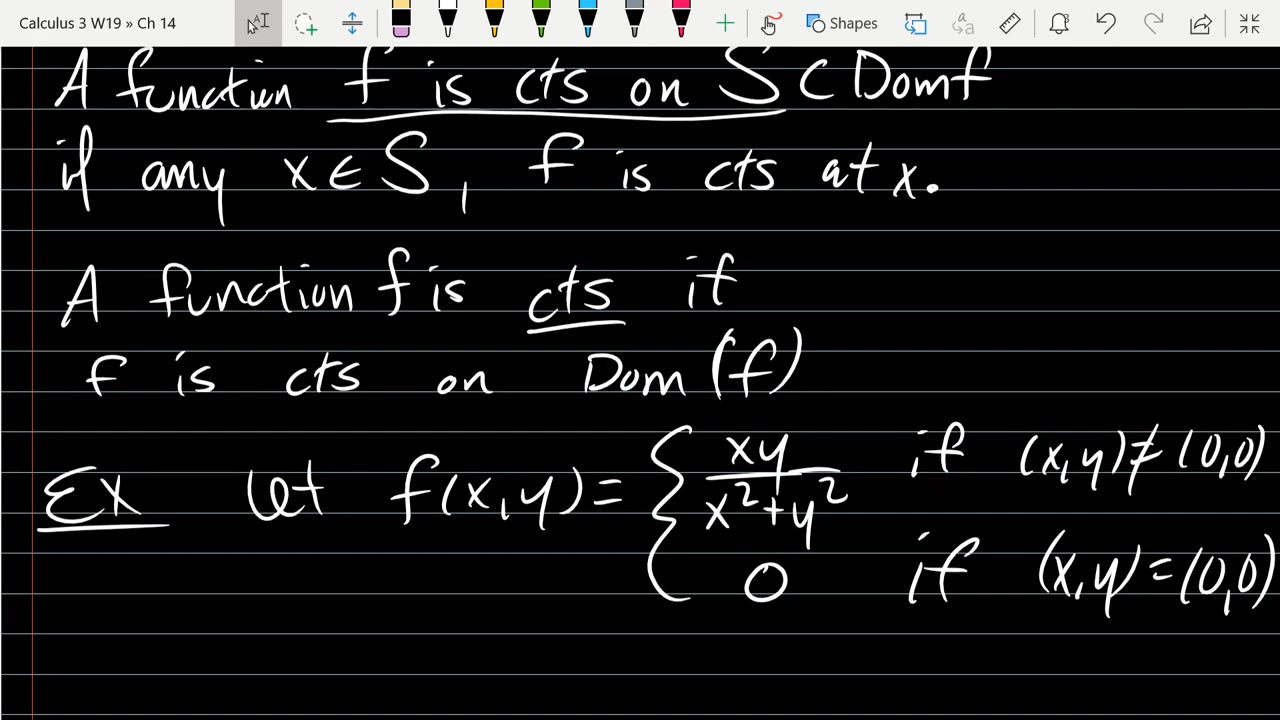 Calculus 3 W19 » Ch 14
Shapes
A function f is cts on S ⊂ Domf
if any x ∈ S, f is cts at x.
A function f is cts if
f is cts on Dom(f)
Ex Let f(x,y) = { xy/(x²+y²) if (x,y) ≠ (0,0)
0 if (x,y) = (0,0)